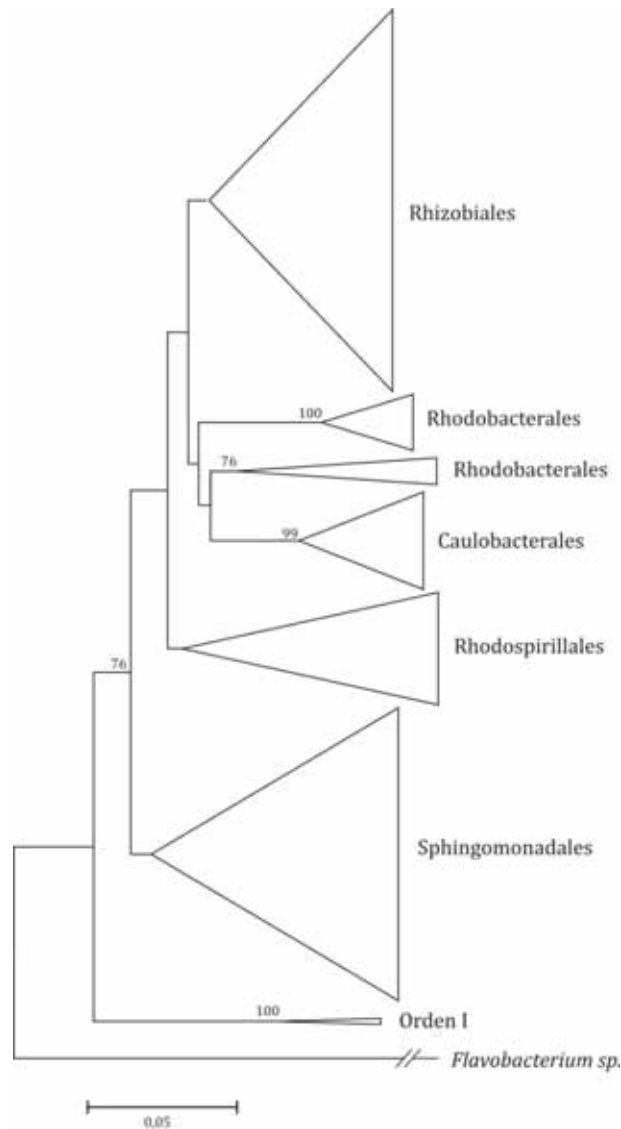 Rhizobiales
100
Rhodobacterales
76
Rhodobacterales
99
Caulobacterales
Rhodospirillales
76
Sphingomonadales
100
Orden I
Flavobacterium sp.
0,05